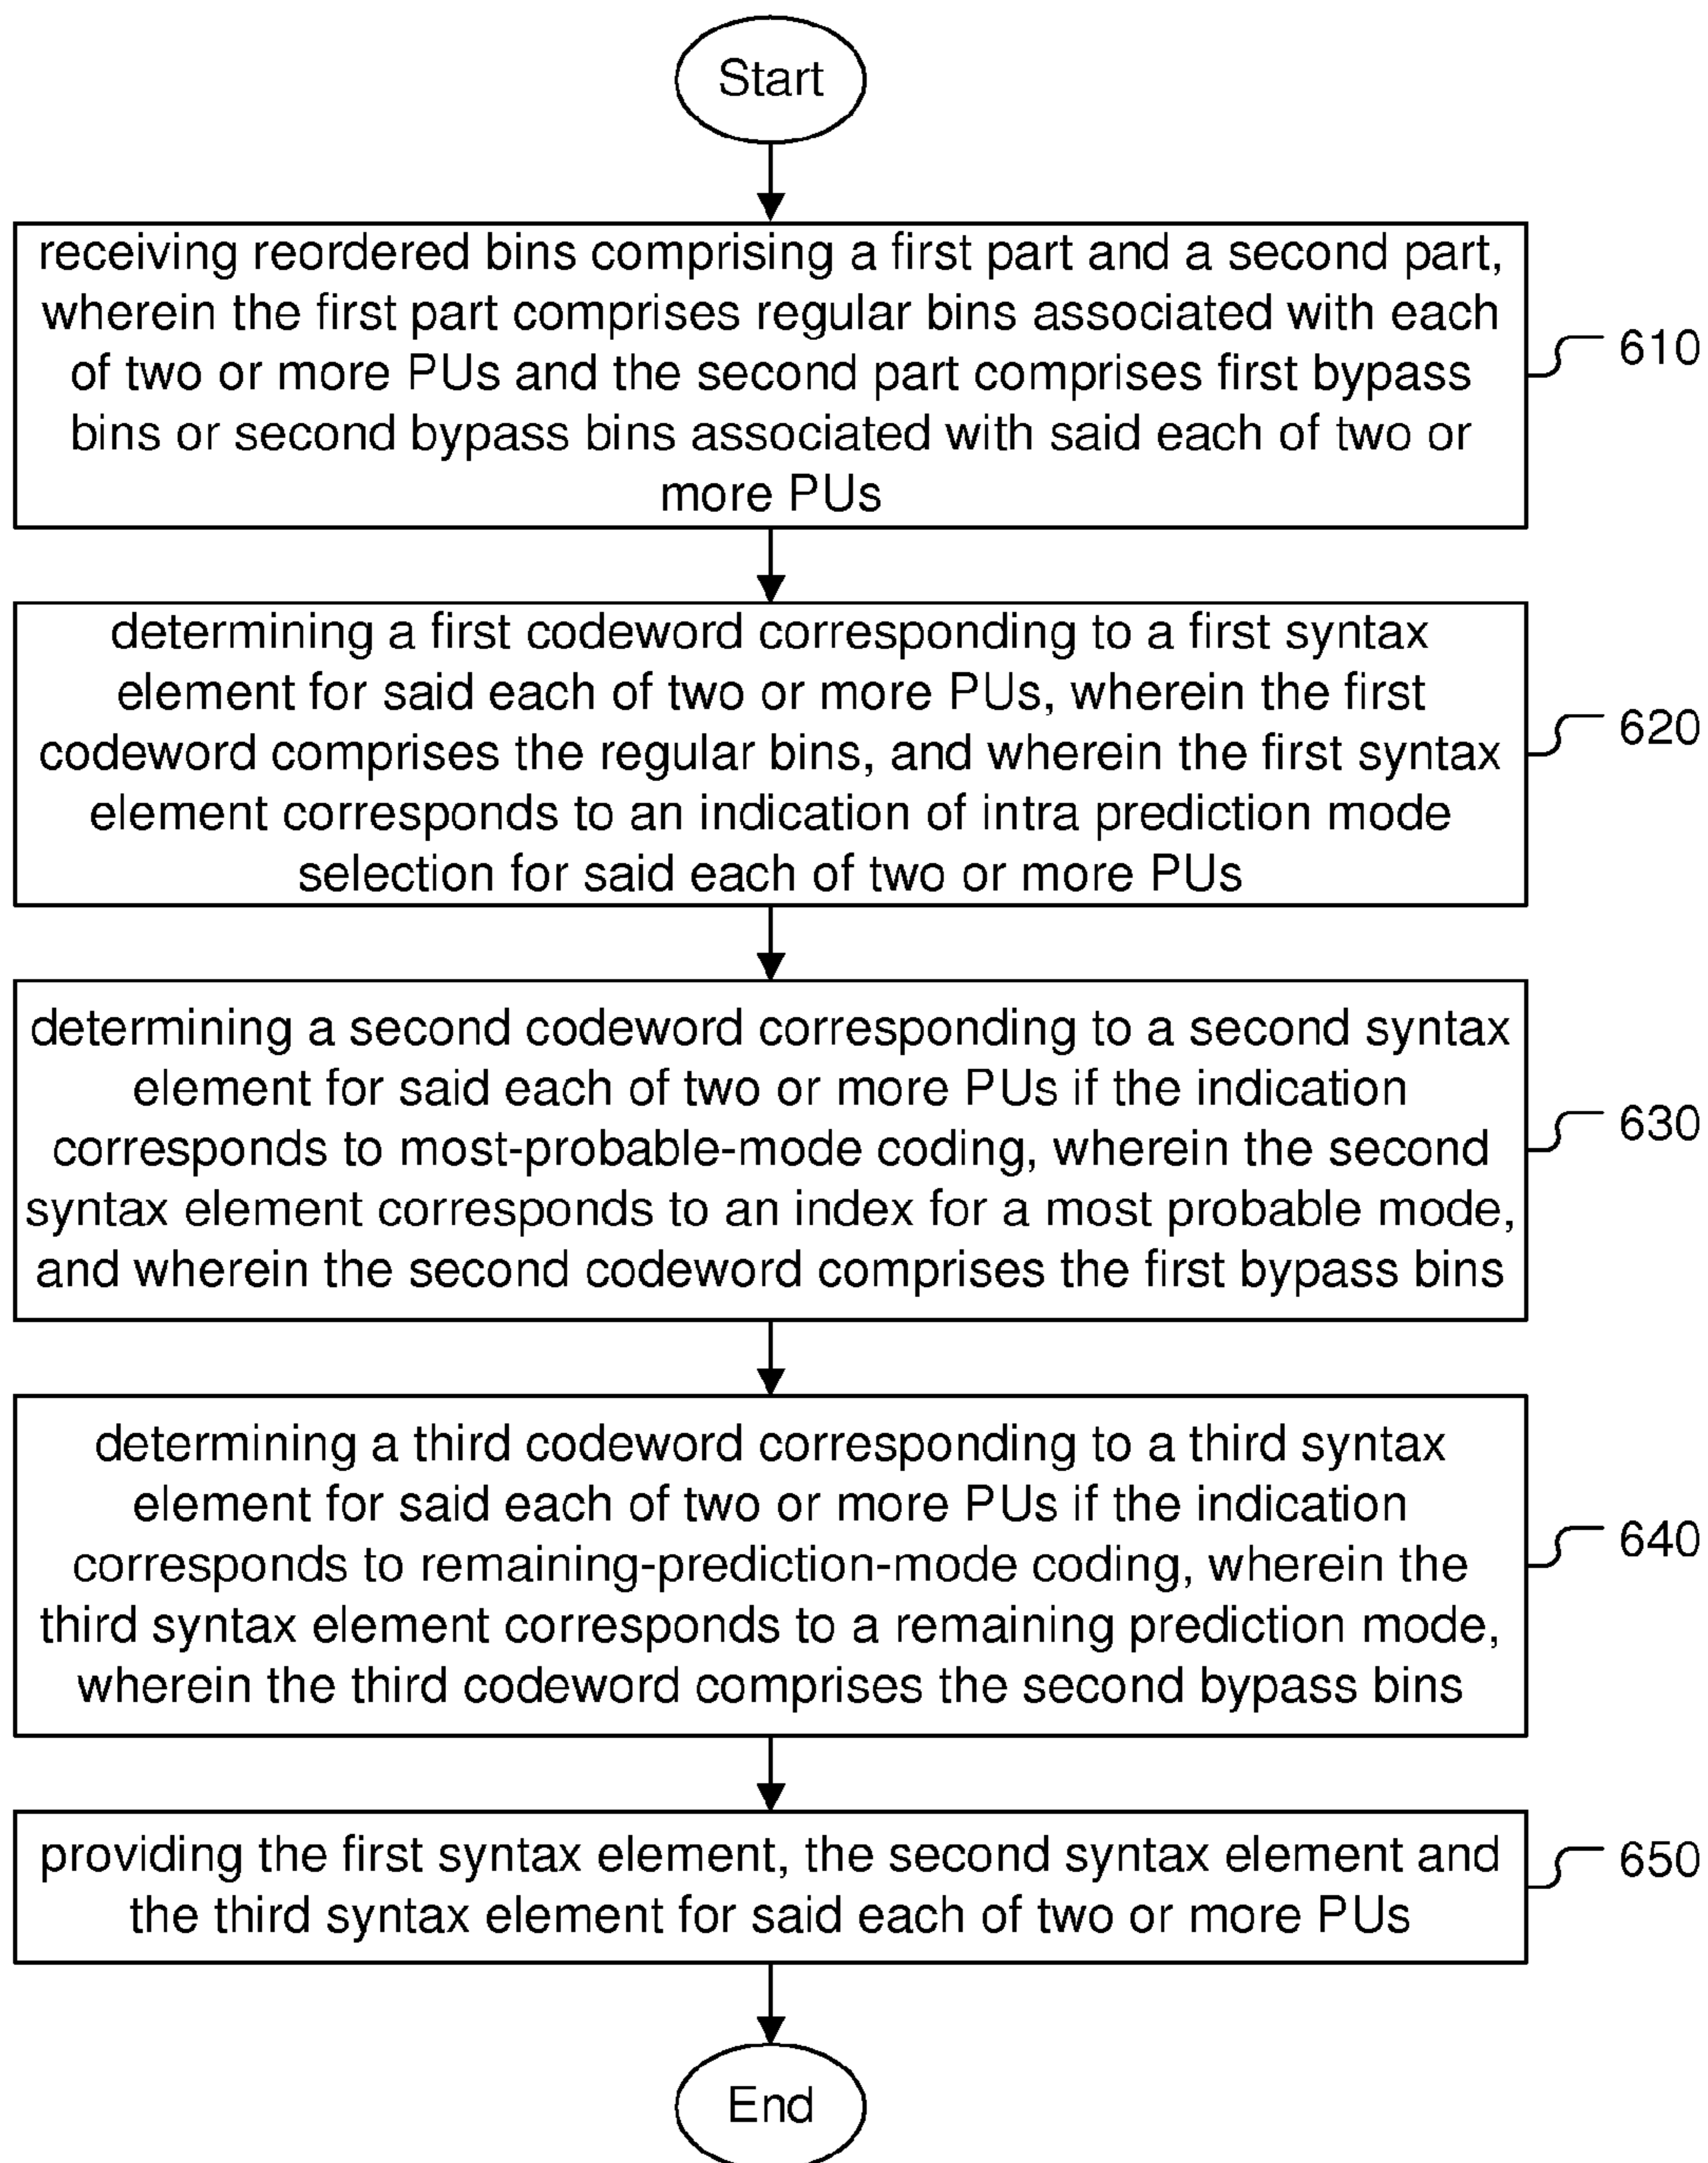 Start
receiving reordered bins comprising a first part and a second part,
wherein the first part comprises regular bins associated with each
of two or more PUs and the second part comprises first bypass
bins or second bypass bins associated with said each of two or
more PUs
610
determining a first codeword corresponding to a first syntax
element for said each of two or more PUs, wherein the first
codeword comprises the regular bins, and wherein the first syntax
element corresponds to an indication of intra prediction mode
selection for said each of two or more PUs
620
determining a second codeword corresponding to a second syntax
element for said each of two or more PUs if the indication
corresponds to most-probable-mode coding, wherein the second
syntax element corresponds to an index for a most probable mode,
and wherein the second codeword comprises the first bypass bins
630
determining a third codeword corresponding to a third syntax
element for said each of two or more PUs if the indication
corresponds to remaining-prediction-mode coding, wherein the
third syntax element corresponds to a remaining prediction mode,
wherein the third codeword comprises the second bypass bins
640
providing the first syntax element, the second syntax element and
the third syntax element for said each of two or more PUs
650
End